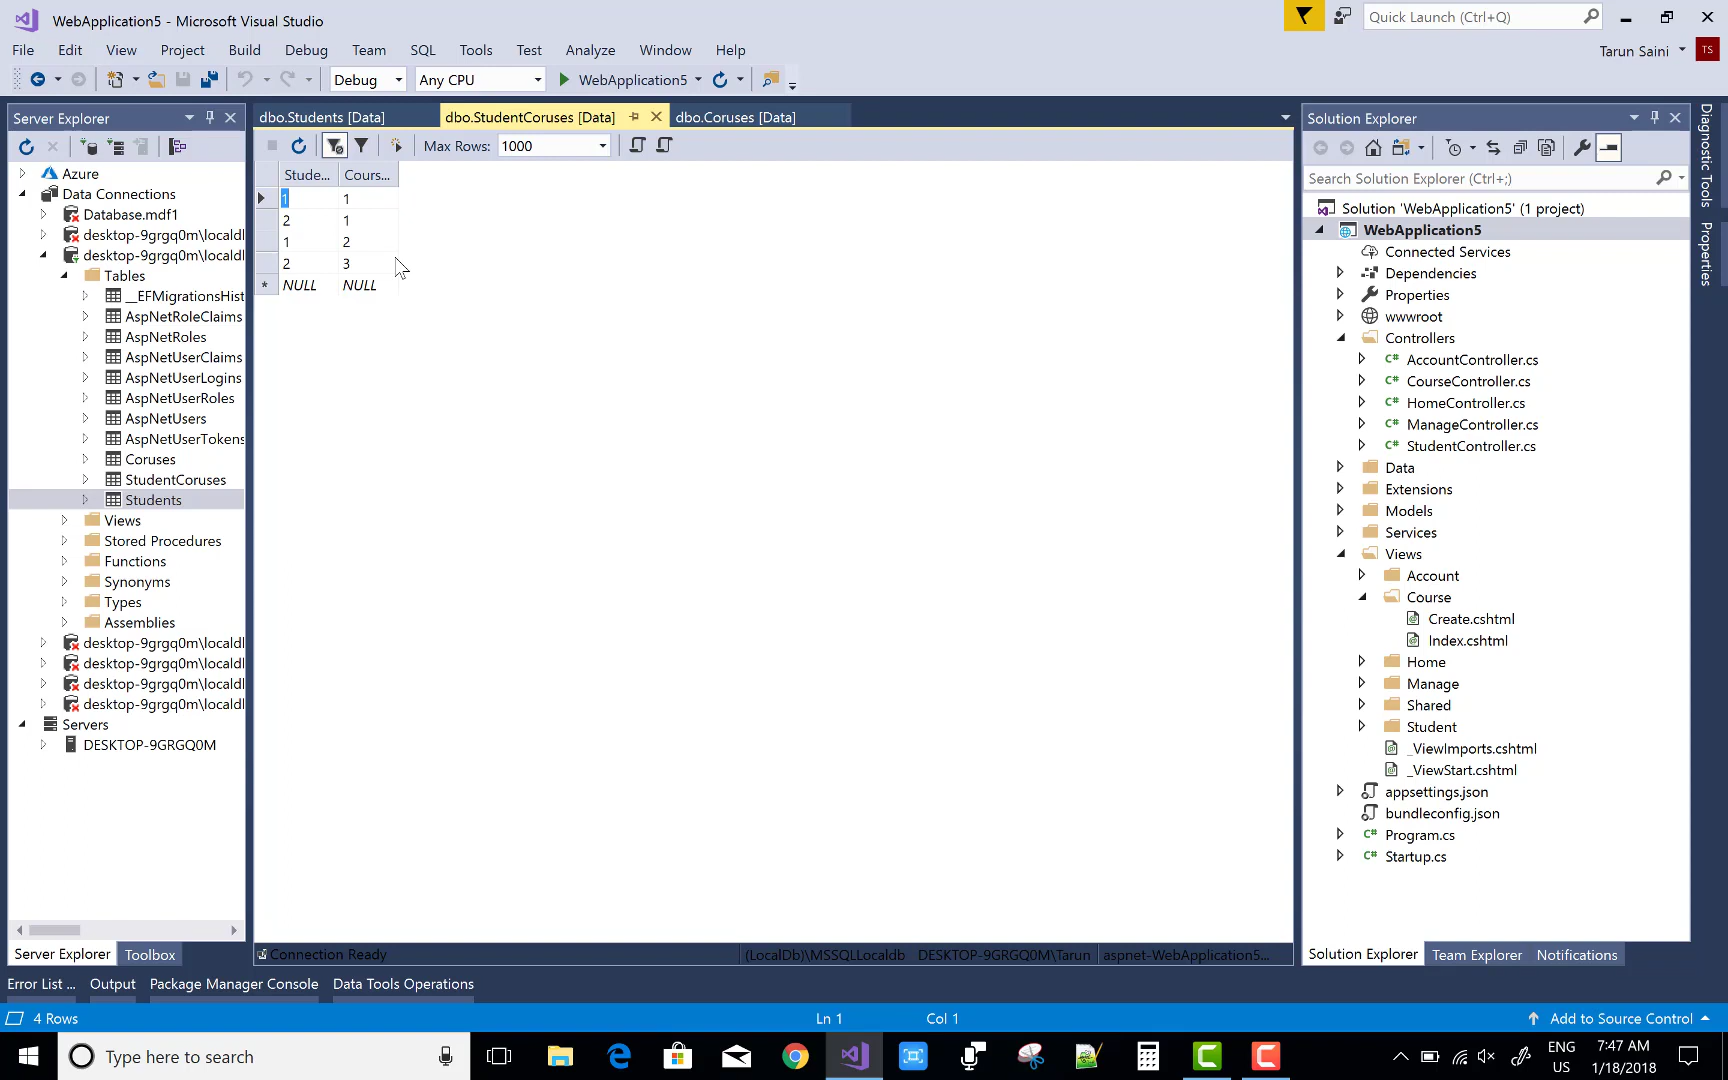 WebApplication5 - Microsoft Visual Studio
Quick Launch (Ctrl+Q)
File Edit View Project Build Debug Team SQL Tools Test Analyze Window Help
Tarun Saini TS
Debug Any CPU WebApplication5
Server Explorer
Azure
Data Connections
Database.mdf1
desktop-9grgq0m\localdl
desktop-9grgq0m\localdl
Tables
__EFMigrationsHist
AspNetRoleClaims
AspNetRoles
AspNetUserClaims
AspNetUserLogins
AspNetUserRoles
AspNetUsers
AspNetUserTokens
Coruses
StudentCoruses
Students
Views
Stored Procedures
Functions
Synonyms
Types
Assemblies
desktop-9grgq0m\localdl
desktop-9grgq0m\localdl
desktop-9grgq0m\localdl
desktop-9grgq0m\localdl
Servers
DESKTOP-9GRGQ0M
Server Explorer Toolbox
dbo.Students [Data] dbo.StudentCoruses [Data] dbo.Coruses [Data]
Max Rows: 1000
Stude... Cours...
1 1
2 1
1 2
2 3
NULL NULL
Connection Ready (LocalDb)\MSSQLLocaldb DESKTOP-9GRGQ0M\Tarun aspnet-WebApplication5...
Solution Explorer
Search Solution Explorer (Ctrl+;)
Solution 'WebApplication5' (1 project)
WebApplication5
Connected Services
Dependencies
Properties
wwwroot
Controllers
C# AccountController.cs
C# CourseController.cs
C# HomeController.cs
C# ManageController.cs
C# StudentController.cs
Data
Extensions
Models
Services
Views
Account
Course
Create.cshtml
Index.cshtml
Home
Manage
Shared
Student
_ViewImports.cshtml
_ViewStart.cshtml
appsettings.json
bundleconfig.json
C# Program.cs
C# Startup.cs
Solution Explorer Team Explorer Notifications
Diagnostic Tools
Properties
Error List ... Output Package Manager Console Data Tools Operations
4 Rows Ln 1 Col 1 Add to Source Control
Type here to search
ENG
US
7:47 AM
1/18/2018